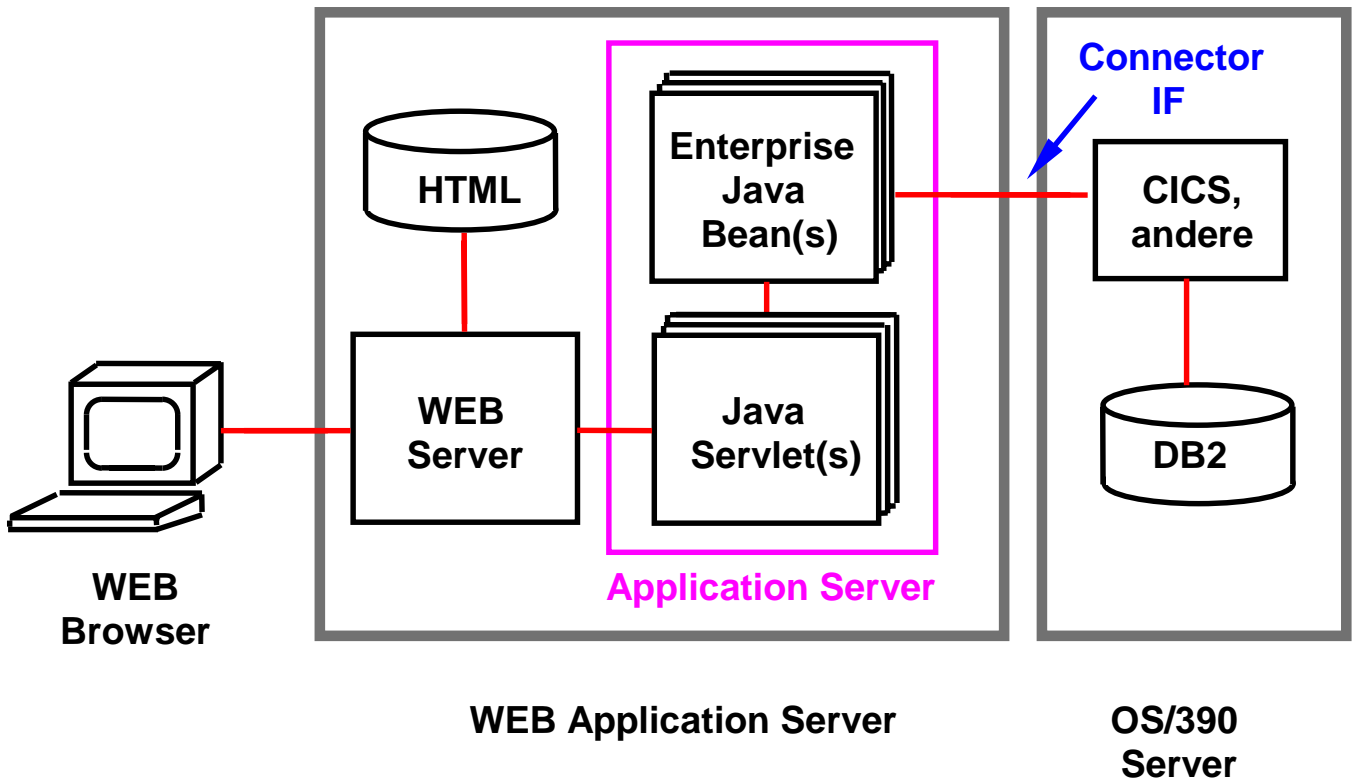 Connector
IF
HTML
Enterprise
Java
Bean(s)
CICS,
andere
WEB
Server
Java
Servlet(s)
DB2
WEB
Browser
Application Server
WEB Application Server
OS/390
Server